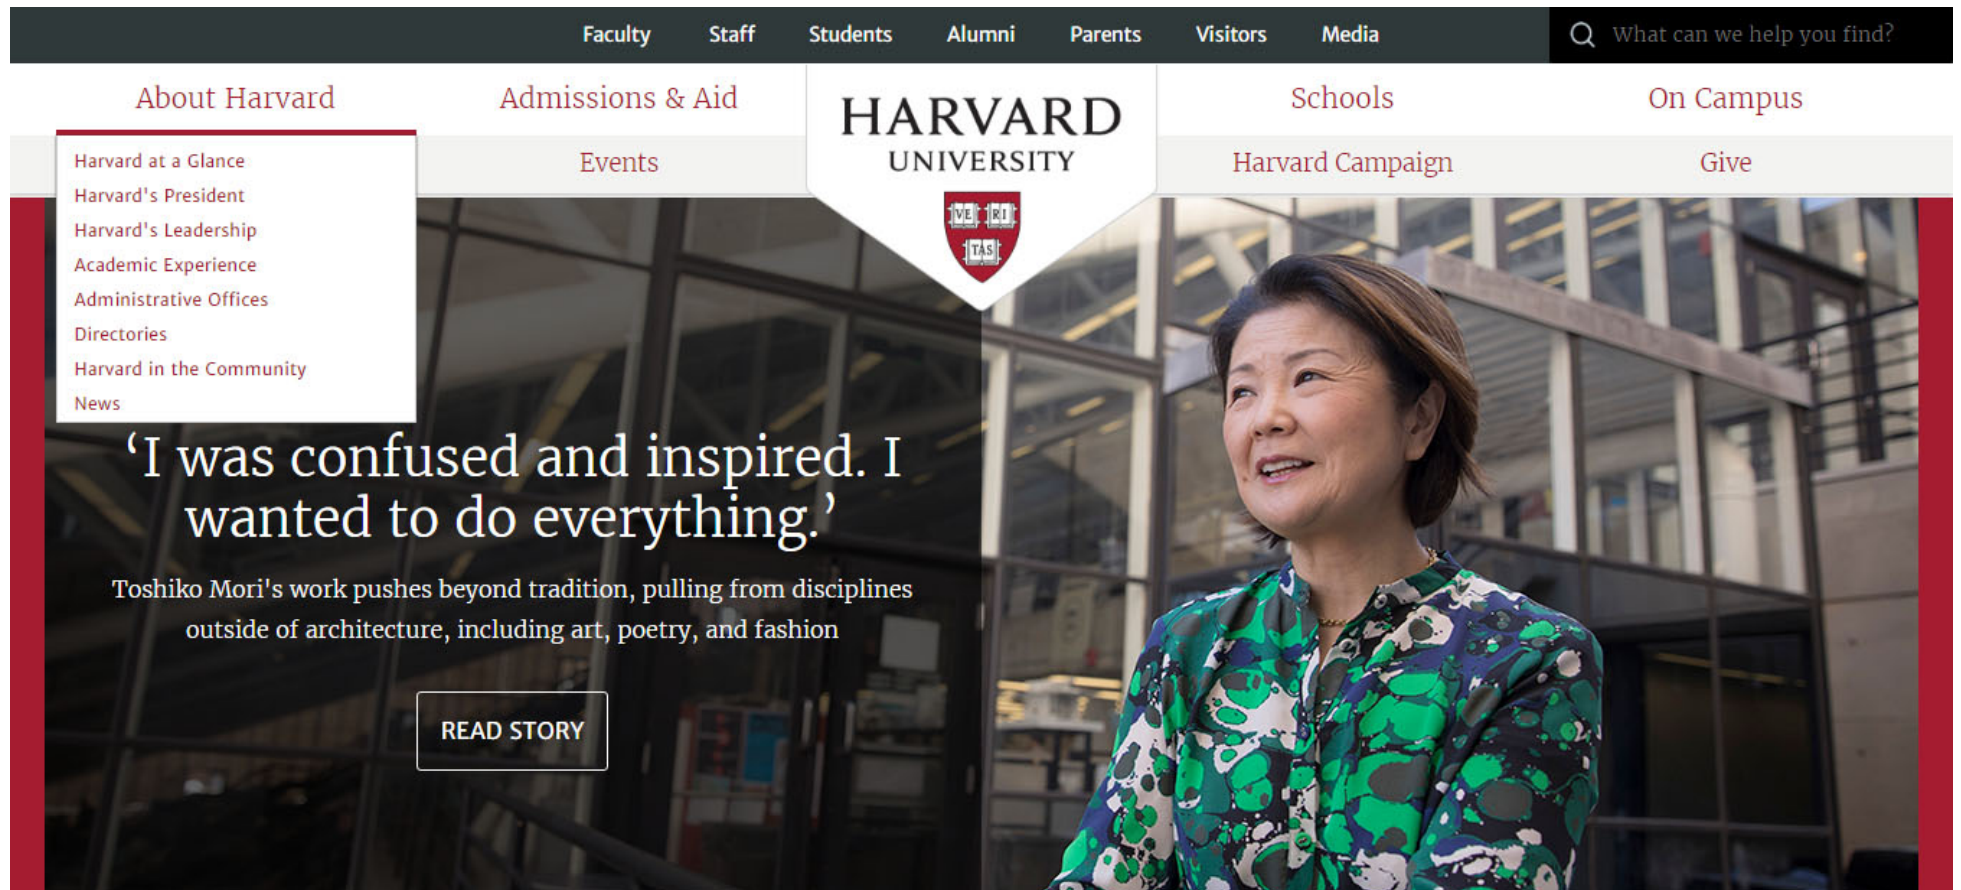 Faculty Staff Students Alumni Parents Visitors Media What can we help you find?
About Harvard Admissions & Aid Schools On Campus
HARVARD
UNIVERSITY
VE RI
TAS
Events Harvard Campaign Give
Harvard at a Glance
Harvard's President
Harvard's Leadership
Academic Experience
Administrative Offices
Directories
Harvard in the Community
News
‘I was confused and inspired. I
wanted to do everything.’
Toshiko Mori's work pushes beyond tradition, pulling from disciplines
outside of architecture, including art, poetry, and fashion
READ STORY